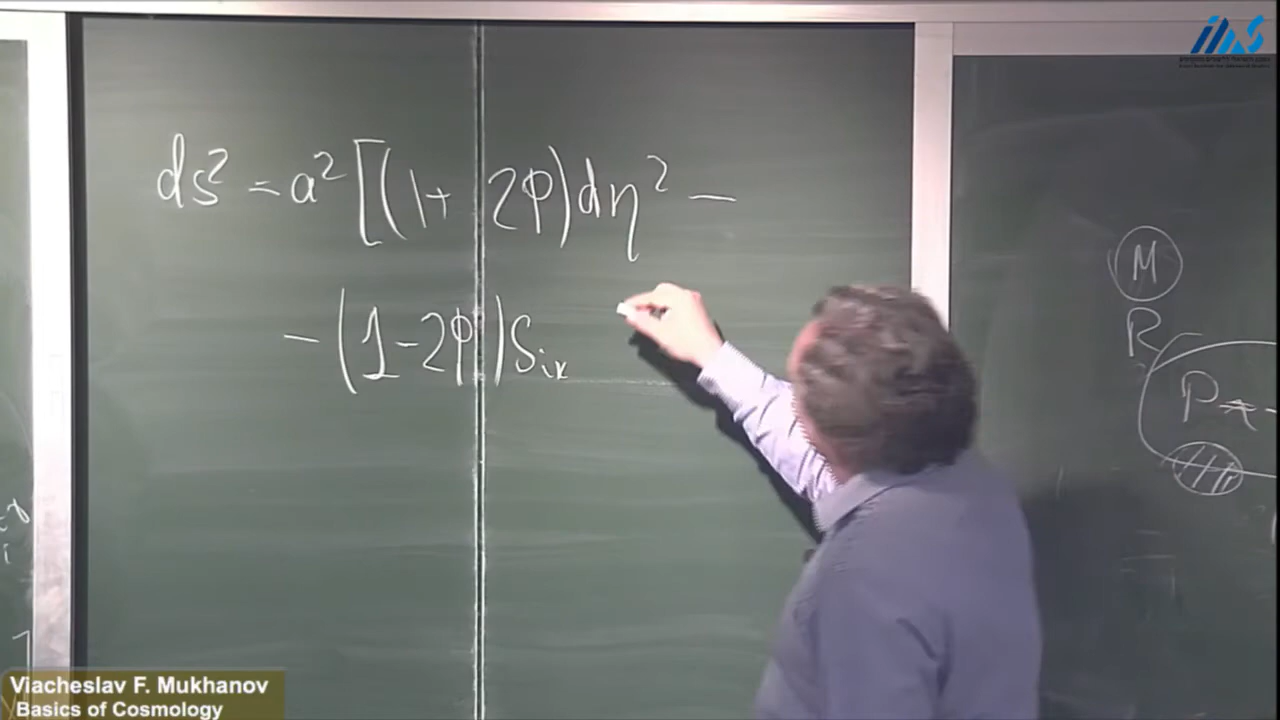 ds² = a² [(1+ 2φ)dη² −
− (1−2φ)δᵢₖ
M
R
P
Viacheslav F. Mukhanov
Basics of Cosmology